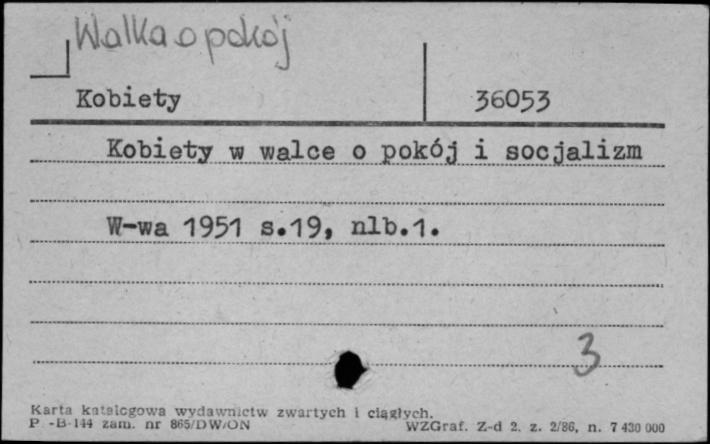 Walka o pokój
Kobiety 36053
Kobiety w walce o pokój i socjalizm
W-wa 1951 s.19, nlb.1.
3
Karta katalogowa wydawnictw zwartych i ciągłych.
P.-B-144 zam. nr 865/DW/ON WZGraf. Z-d 2. z. 2/86, n. 7 430 000